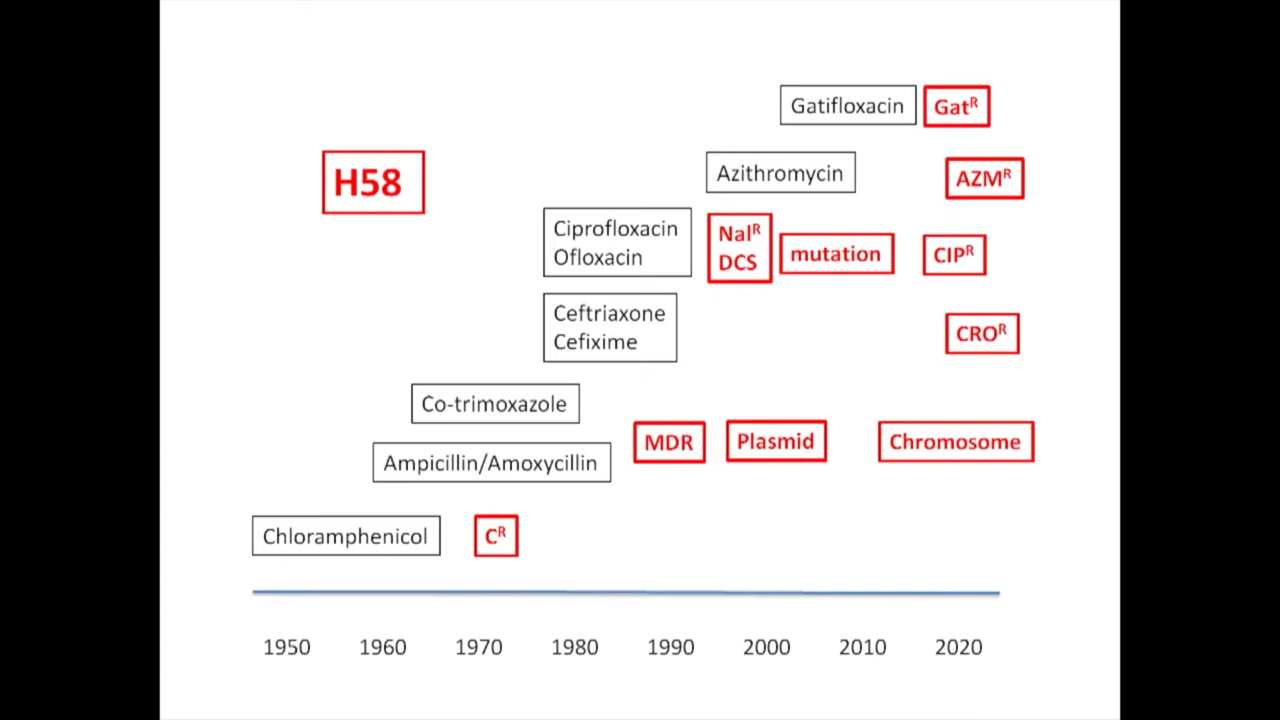 Gatifloxacin
Gatᴿ
H58
Azithromycin
AZMᴿ
Ciprofloxacin
Ofloxacin
Nalᴿ
DCS
mutation
CIPᴿ
Ceftriaxone
Cefixime
CROᴿ
Co-trimoxazole
MDR
Plasmid
Chromosome
Ampicillin/Amoxycillin
Chloramphenicol
Cᴿ
1950 1960 1970 1980 1990 2000 2010 2020